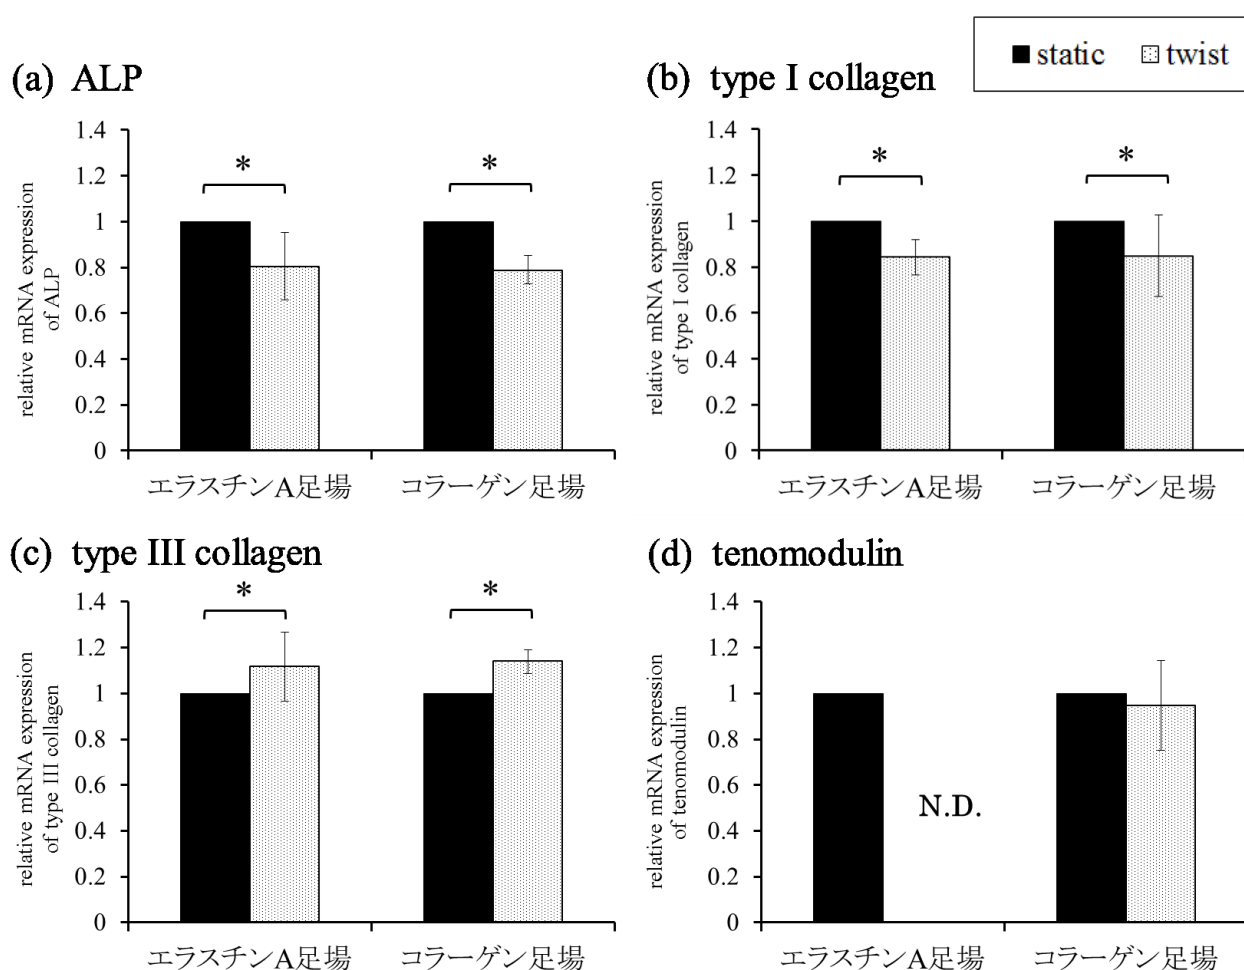 ■ static ▒ twist
(a) ALP
(b) type I collagen
relative mRNA expression
of ALP
1.4
1.2
1
0.8
0.6
0.4
0.2
0
*
*
エラスチンA足場
コラーゲン足場
relative mRNA expression
of type I collagen
1.4
1.2
1
0.8
0.6
0.4
0.2
0
*
*
エラスチンA足場
コラーゲン足場
(c) type III collagen
(d) tenomodulin
relative mRNA expression
of type III collagen
1.4
1.2
1
0.8
0.6
0.4
0.2
0
*
*
エラスチンA足場
コラーゲン足場
relative mRNA expression
of tenomodulin
1.4
1.2
1
0.8
0.6
0.4
0.2
0
N.D.
エラスチンA足場
コラーゲン足場